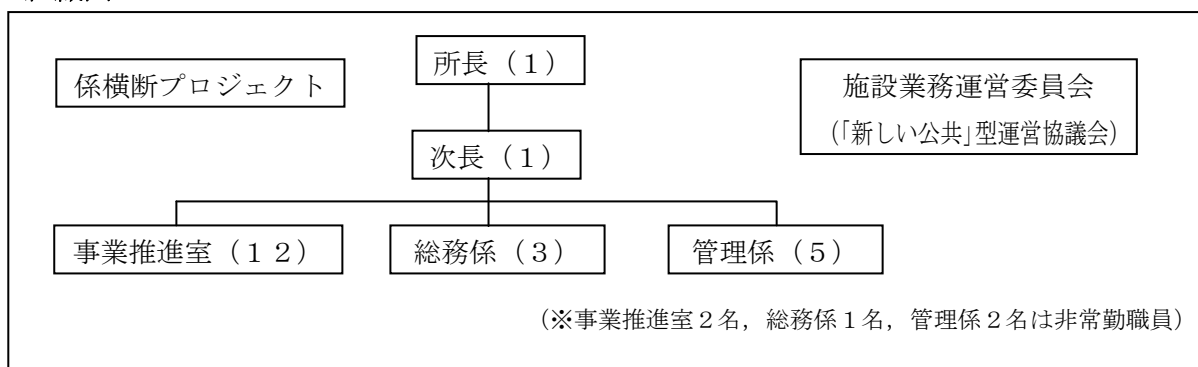 所長（１）
係横断プロジェクト
施設業務運営委員会
（「新しい公共」型運営協議会）
次長（１）
事業推進室（１２）
総務係（３）
管理係（５）
（※事業推進室２名，総務係１名，管理係２名は非常勤職員）